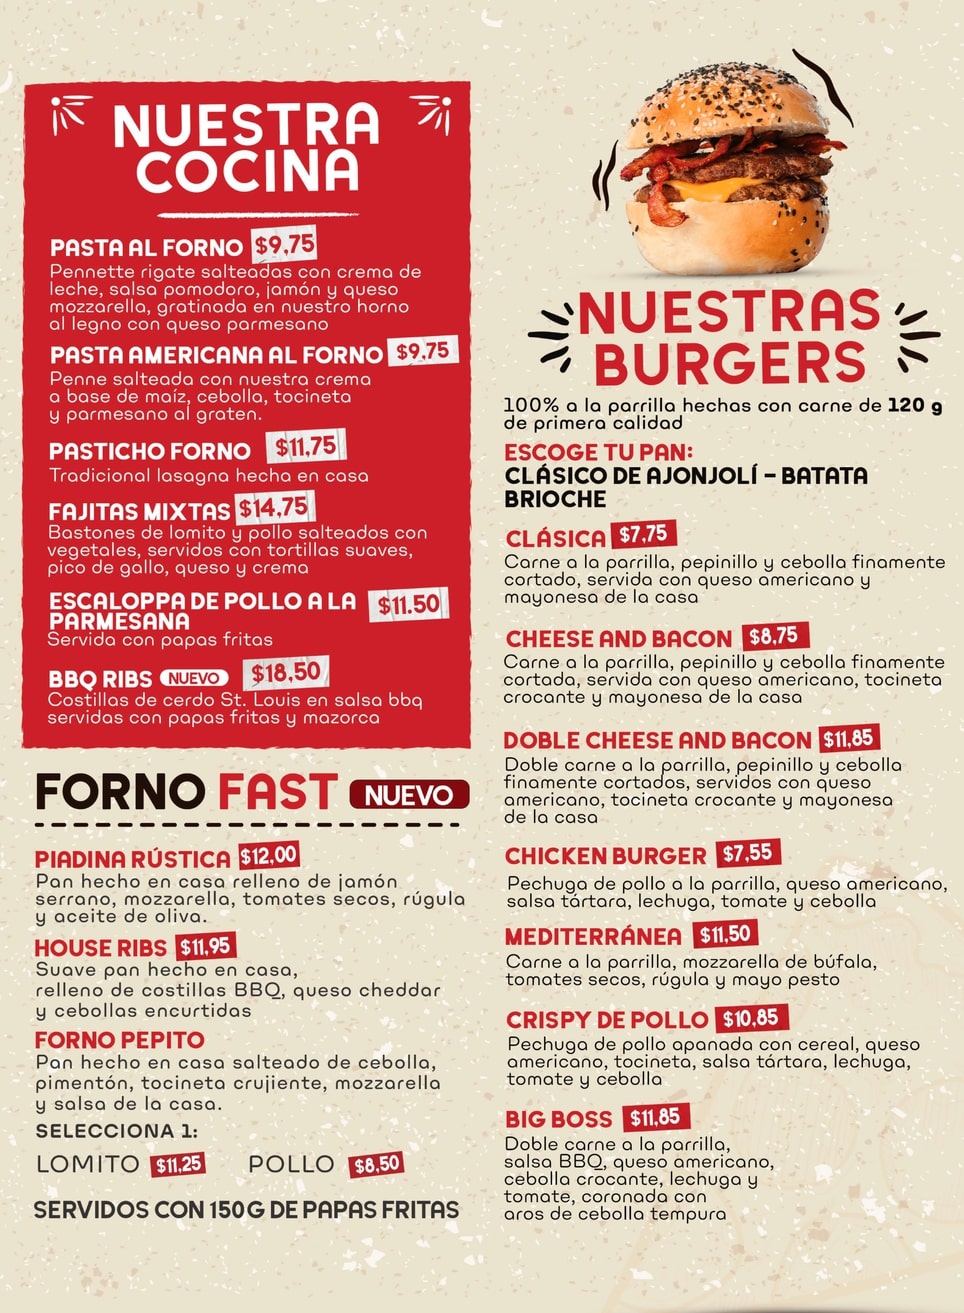 NUESTRA
COCINA
PASTA AL FORNO $9,75
Pennette rigate salteadas con crema de
leche, salsa pomodoro, jamón y queso
mozzarella, gratinada en nuestro horno
al legno con queso parmesano
PASTA AMERICANA AL FORNO $9.75
Penne salteada con nuestra crema
a base de maíz, cebolla, tocineta
y parmesano al graten.
PASTICHO FORNO $11,75
Tradicional lasagna hecha en casa
FAJITAS MIXTAS $14,75
Bastones de lomito y pollo salteados con
vegetales, servidos con tortillas suaves,
pico de gallo, queso y crema
ESCALOPPA DE POLLO A LA $11.50
PARMESANA
Servida con papas fritas
BBQ RIBS NUEVO $18,50
Costillas de cerdo St. Louis en salsa bbq
servidas con papas fritas y mazorca
FORNO FAST NUEVO
PIADINA RÚSTICA $12,00
Pan hecho en casa relleno de jamón
serrano, mozzarella, tomates secos, rúgula
y aceite de oliva.
HOUSE RIBS $11,95
Suave pan hecho en casa,
relleno de costillas BBQ, queso cheddar
y cebollas encurtidas
FORNO PEPITO
Pan hecho en casa salteado de cebolla,
pimentón, tocineta crujiente, mozzarella
y salsa de la casa.
SELECCIONA 1:
LOMITO $11,25 POLLO $8,50
SERVIDOS CON 150G DE PAPAS FRITAS
NUESTRAS
BURGERS
100% a la parrilla hechas con carne de 120 g
de primera calidad
ESCOGE TU PAN:
CLÁSICO DE AJONJOLÍ – BATATA
BRIOCHE
CLÁSICA $7,75
Carne a la parrilla, pepinillo y cebolla finamente
cortado, servida con queso americano y
mayonesa de la casa
CHEESE AND BACON $8,75
Carne a la parrilla, pepinillo y cebolla finamente
cortada, servida con queso americano, tocineta
crocante y mayonesa de la casa
DOBLE CHEESE AND BACON $11,85
Doble carne a la parrilla, pepinillo y cebolla
finamente cortados, servidos con queso
americano, tocineta crocante y mayonesa
de la casa
CHICKEN BURGER $7,55
Pechuga de pollo a la parrilla, queso americano,
salsa tártara, lechuga, tomate y cebolla
MEDITERRÁNEA $11,50
Carne a la parrilla, mozzarella de búfala,
tomates secos, rúgula y mayo pesto
CRISPY DE POLLO $10,85
Pechuga de pollo apanada con cereal, queso
americano, tocineta, salsa tártara, lechuga,
tomate y cebolla
BIG BOSS $11,85
Doble carne a la parrilla,
salsa BBQ, queso americano,
cebolla crocante, lechuga y
tomate, coronada con
aros de cebolla tempura